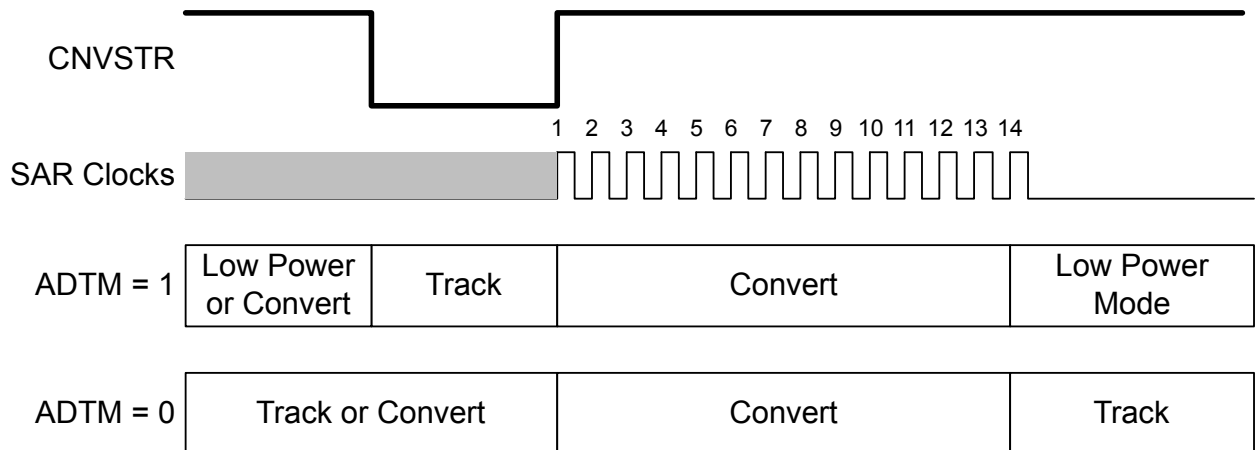 CNVSTR
1 2 3 4 5 6 7 8 9 10 11 12 13 14
SAR Clocks
ADTM = 1
Low Power
or Convert
Track
Convert
Low Power
Mode
ADTM = 0
Track or Convert
Convert
Track